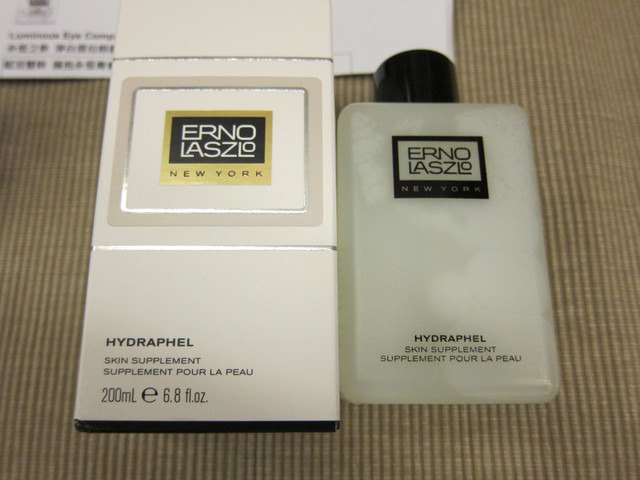 Luminous Eye
ERNO
LASZLO
NEW YORK
HYDRAPHEL
SKIN SUPPLEMENT
SUPPLEMENT POUR LA PEAU
200mL e 6.8 fl.oz.
ERNO
LASZLO
NEW YORK
HYDRAPHEL
SKIN SUPPLEMENT
SUPPLEMENT POUR LA PEAU